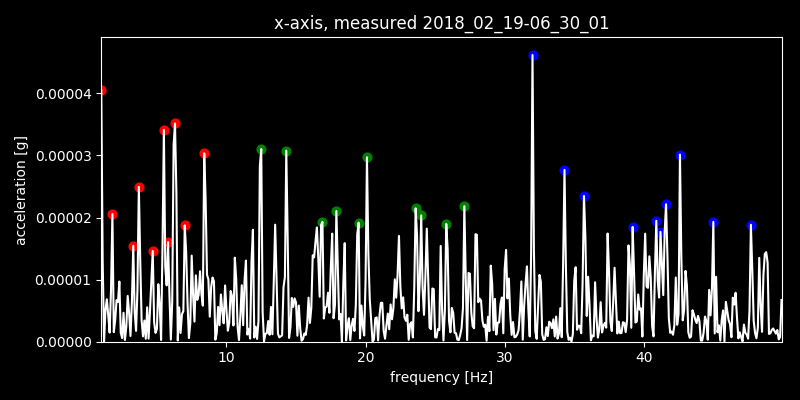 x-axis, measured 2018_02_19-06_30_01
acceleration [g]
0.00004
0.00003
0.00002
0.00001
0.00000
10 20 30 40
frequency [Hz]